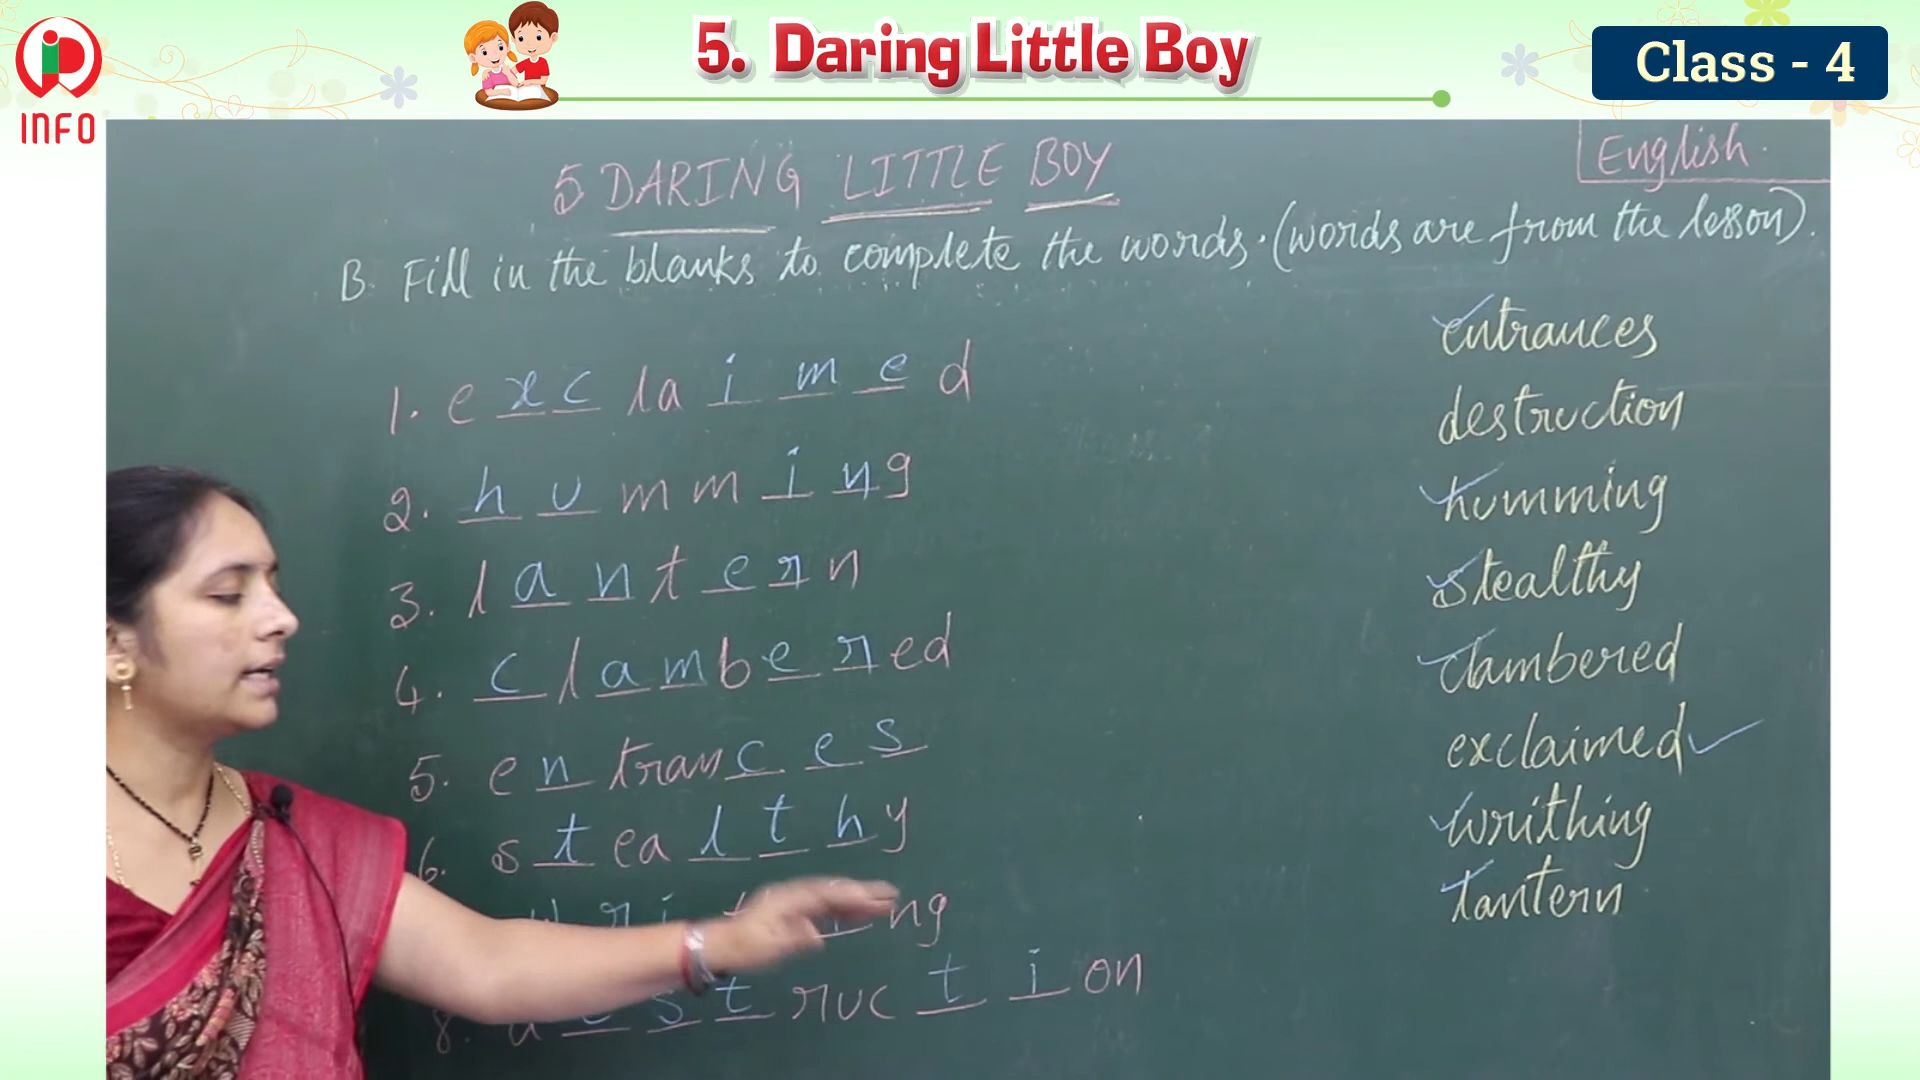 INFO
5. Daring Little Boy
Class - 4
5 DARING LITTLE BOY
English.
B. Fill in the blanks to complete the words. (words are from the lesson).
1. exclaimed
2. humming
3. lantern
4. clambered
5. entrances
6. stealthy
ng
8. destruction
entrances
destruction
humming
stealthy
clambered
exclaimed
writhing
lantern